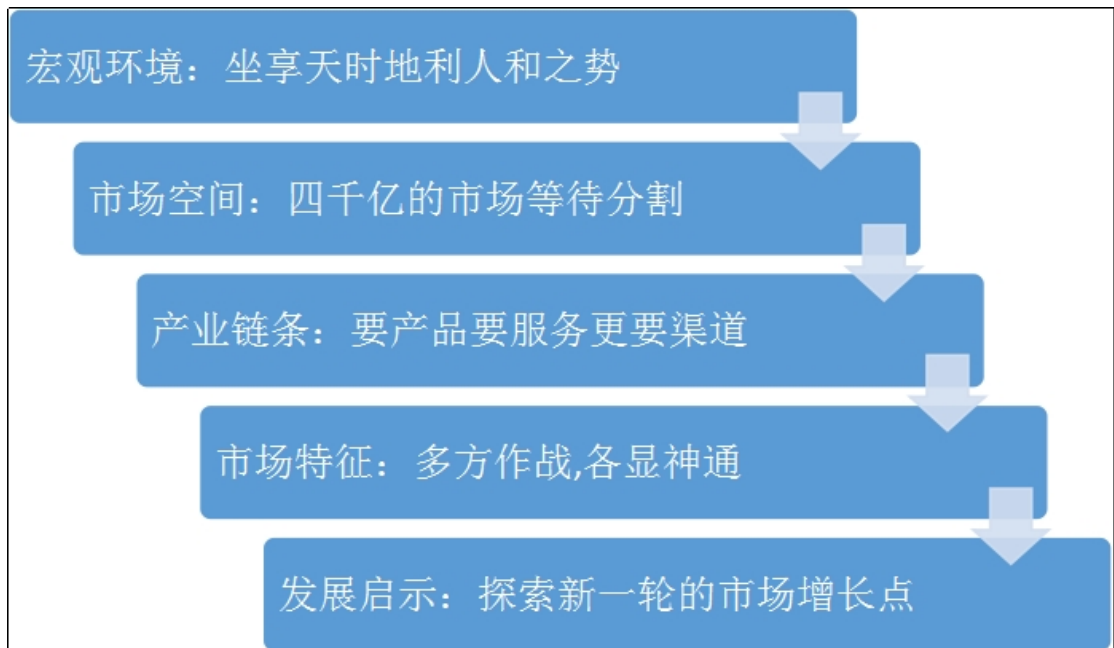 宏观环境：坐享天时地利人和之势
市场空间：四千亿的市场等待分割
产业链条：要产品要服务更要渠道
市场特征：多方作战,各显神通
发展启示：探索新一轮的市场增长点